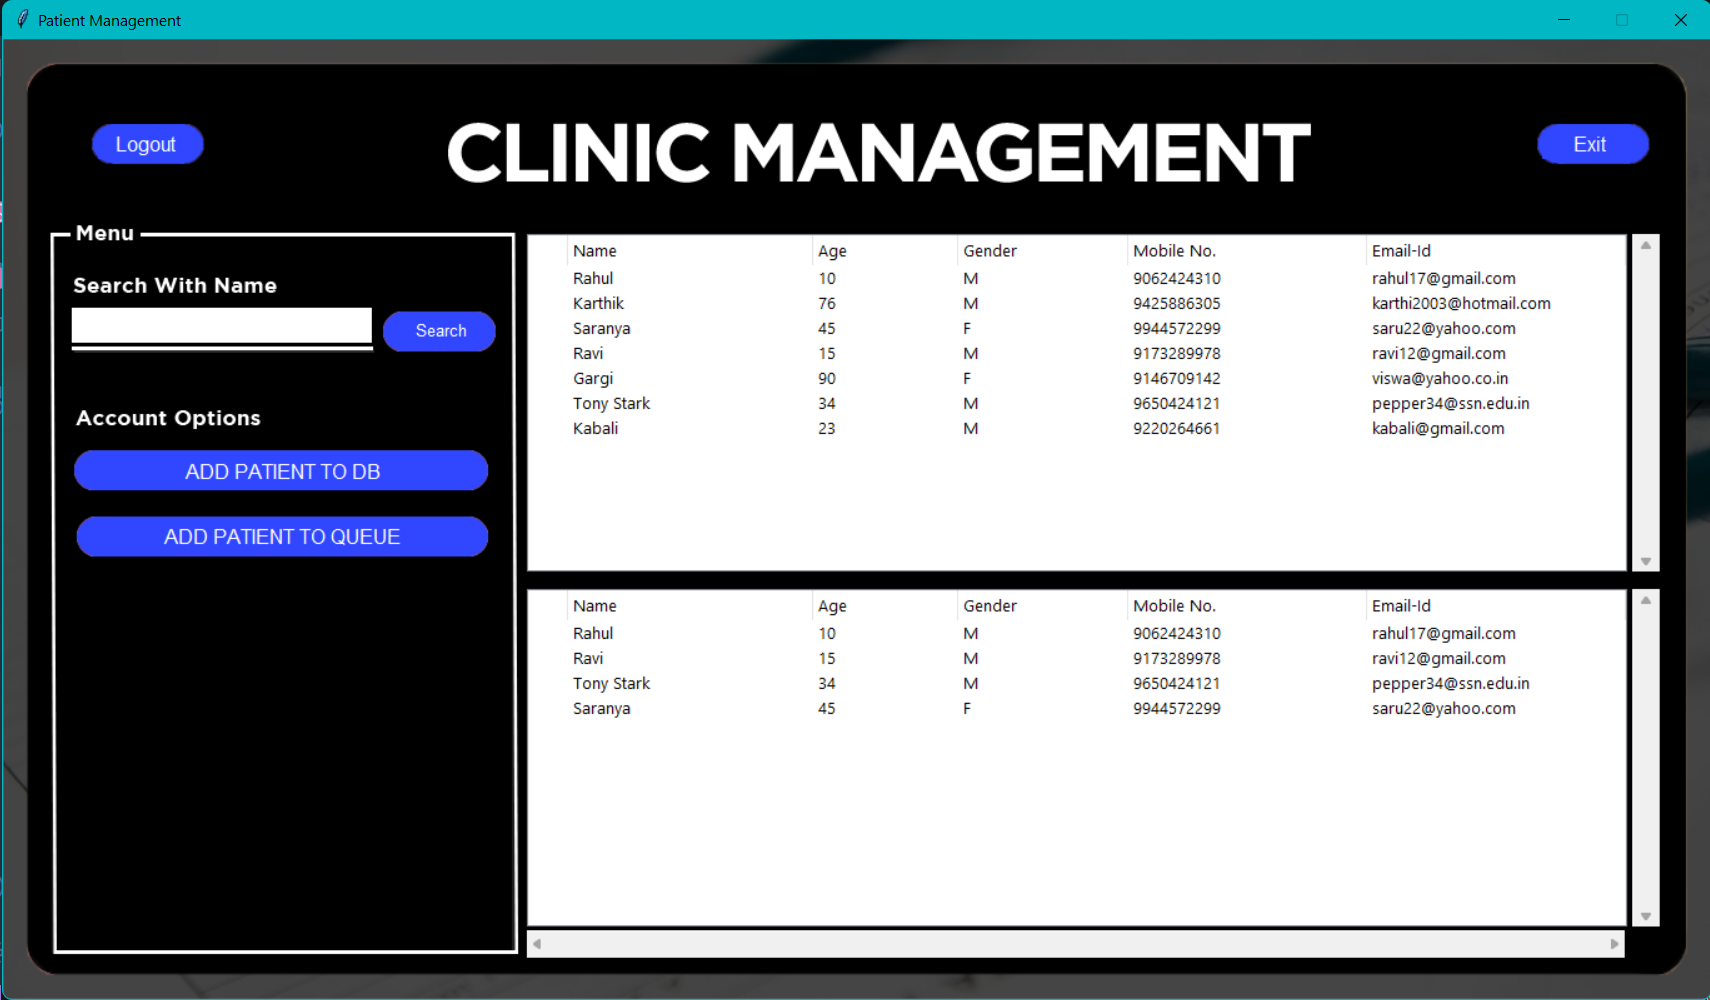 Patient Management
Logout
CLINIC MANAGEMENT
Exit
Menu
Search With Name
Search
Account Options
ADD PATIENT TO DB
ADD PATIENT TO QUEUE
Name Age Gender Mobile No. Email-Id
Rahul 10 M 9062424310 rahul17@gmail.com
Karthik 76 M 9425886305 karthi2003@hotmail.com
Saranya 45 F 9944572299 saru22@yahoo.com
Ravi 15 M 9173289978 ravi12@gmail.com
Gargi 90 F 9146709142 viswa@yahoo.co.in
Tony Stark 34 M 9650424121 pepper34@ssn.edu.in
Kabali 23 M 9220264661 kabali@gmail.com
Name Age Gender Mobile No. Email-Id
Rahul 10 M 9062424310 rahul17@gmail.com
Ravi 15 M 9173289978 ravi12@gmail.com
Tony Stark 34 M 9650424121 pepper34@ssn.edu.in
Saranya 45 F 9944572299 saru22@yahoo.com